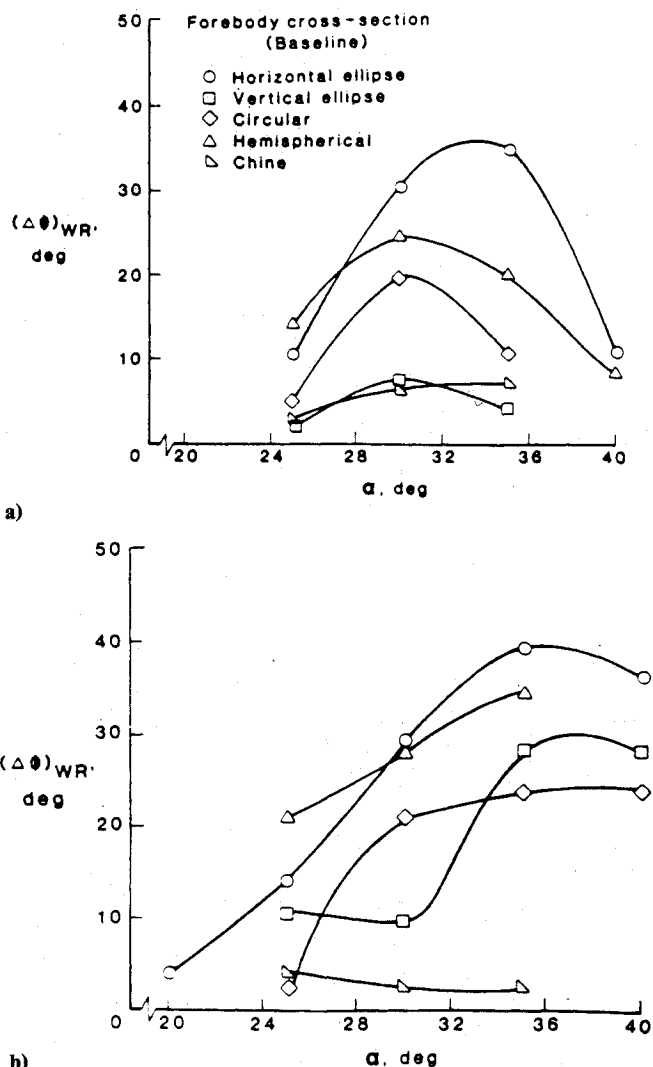 50
40
30
20
10
0
Forebody cross-section
(Baseline)
Horizontal ellipse
Vertical ellipse
Circular
Hemispherical
Chine
(Δϕ)WR,
deg
20 24 28 32 36 40
α, deg
a)
50
40
30
20
10
0
(Δϕ)WR,
deg
20 24 28 32 36 40
α, deg
b)